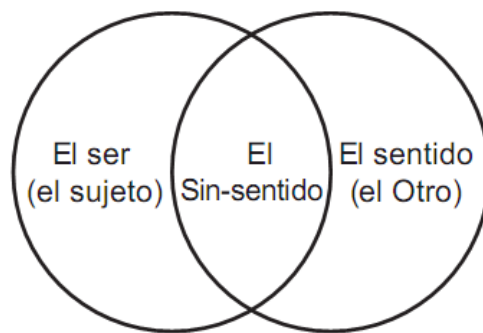 El ser
(el sujeto)
El
Sin-sentido
El sentido
(el Otro)